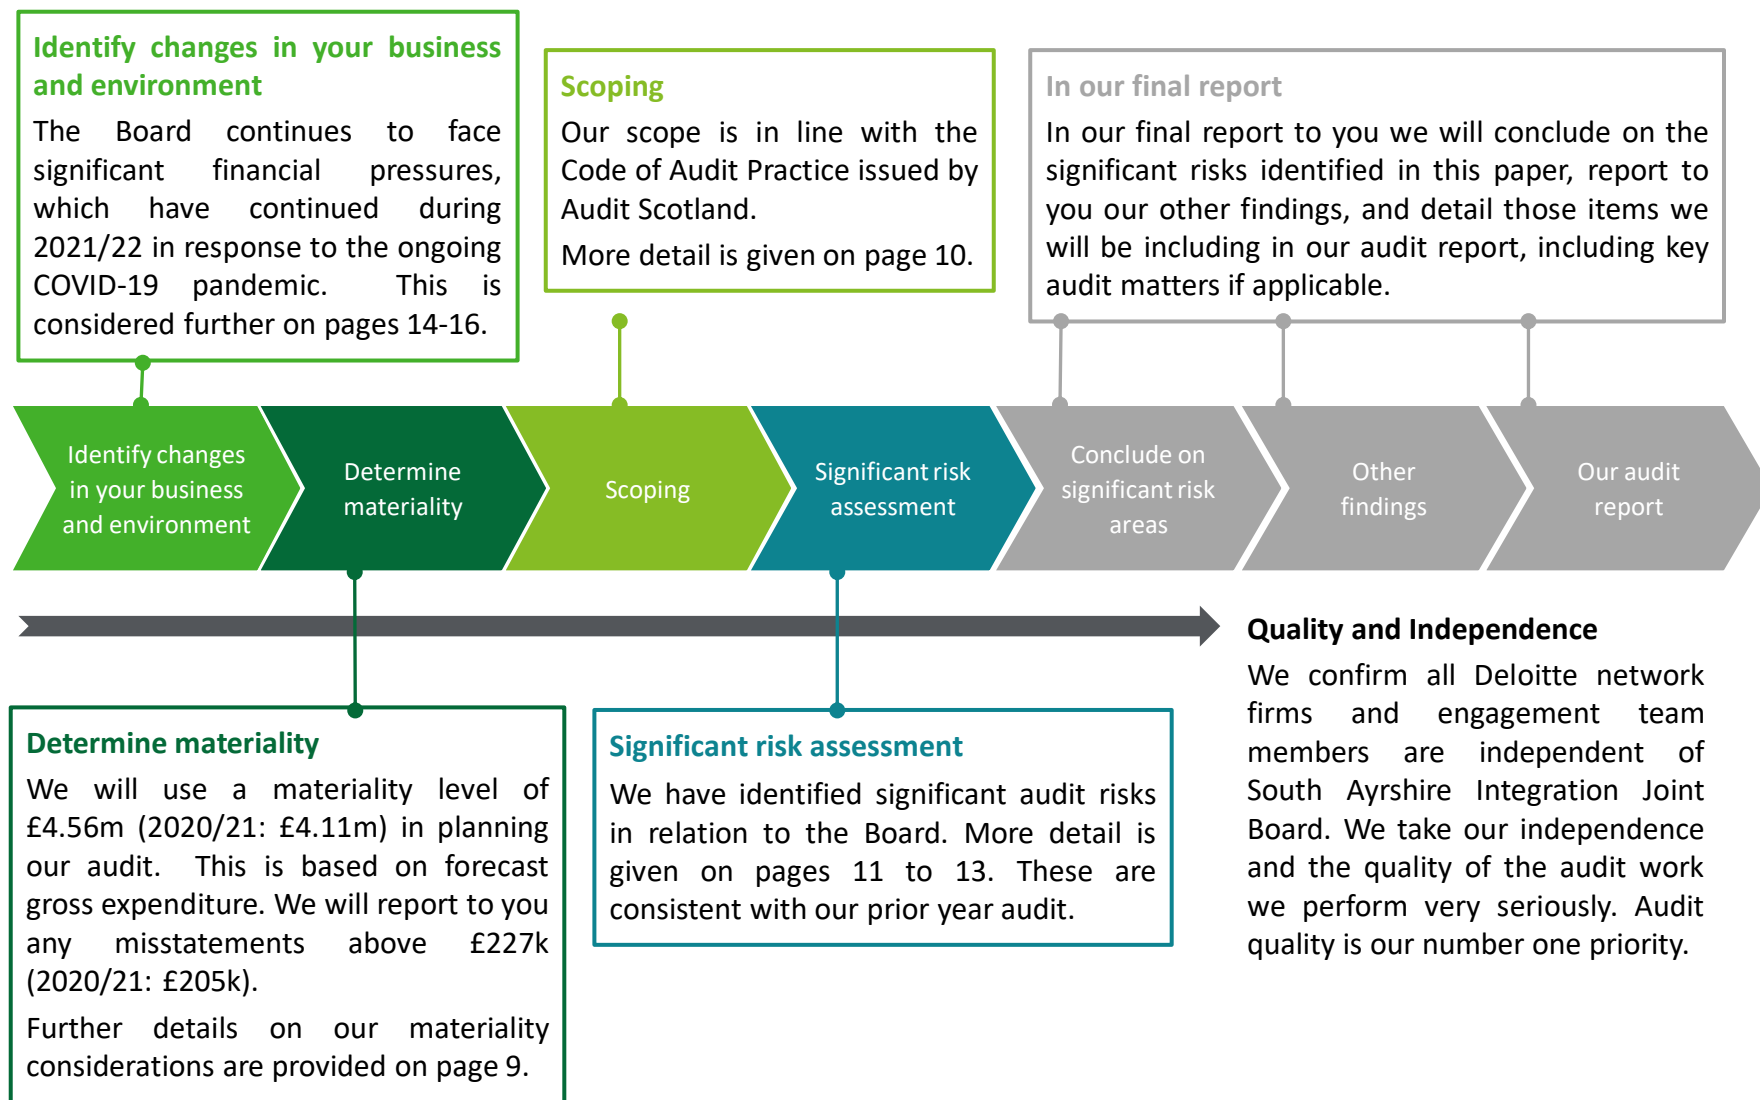 Identify changes in your business
and environment
The Board continues to face
significant financial pressures,
which have continued during
2021/22 in response to the ongoing
COVID-19 pandemic. This is
considered further on pages 14-16.
Scoping
Our scope is in line with the
Code of Audit Practice issued by
Audit Scotland.
More detail is given on page 10.
In our final report
In our final report to you we will conclude on the
significant risks identified in this paper, report to
you our other findings, and detail those items we
will be including in our audit report, including key
audit matters if applicable.
Identify changes
in your business
and environment
Determine
materiality
Scoping
Significant risk
assessment
Conclude on
significant risk
areas
Other
findings
Our audit
report
Determine materiality
We will use a materiality level of
£4.56m (2020/21: £4.11m) in planning
our audit. This is based on forecast
gross expenditure. We will report to you
any misstatements above £227k
(2020/21: £205k).
Further details on our materiality
considerations are provided on page 9.
Significant risk assessment
We have identified significant audit risks
in relation to the Board. More detail is
given on pages 11 to 13. These are
consistent with our prior year audit.
Quality and Independence
We confirm all Deloitte network
firms and engagement team
members are independent of
South Ayrshire Integration Joint
Board. We take our independence
and the quality of the audit work
we perform very seriously. Audit
quality is our number one priority.